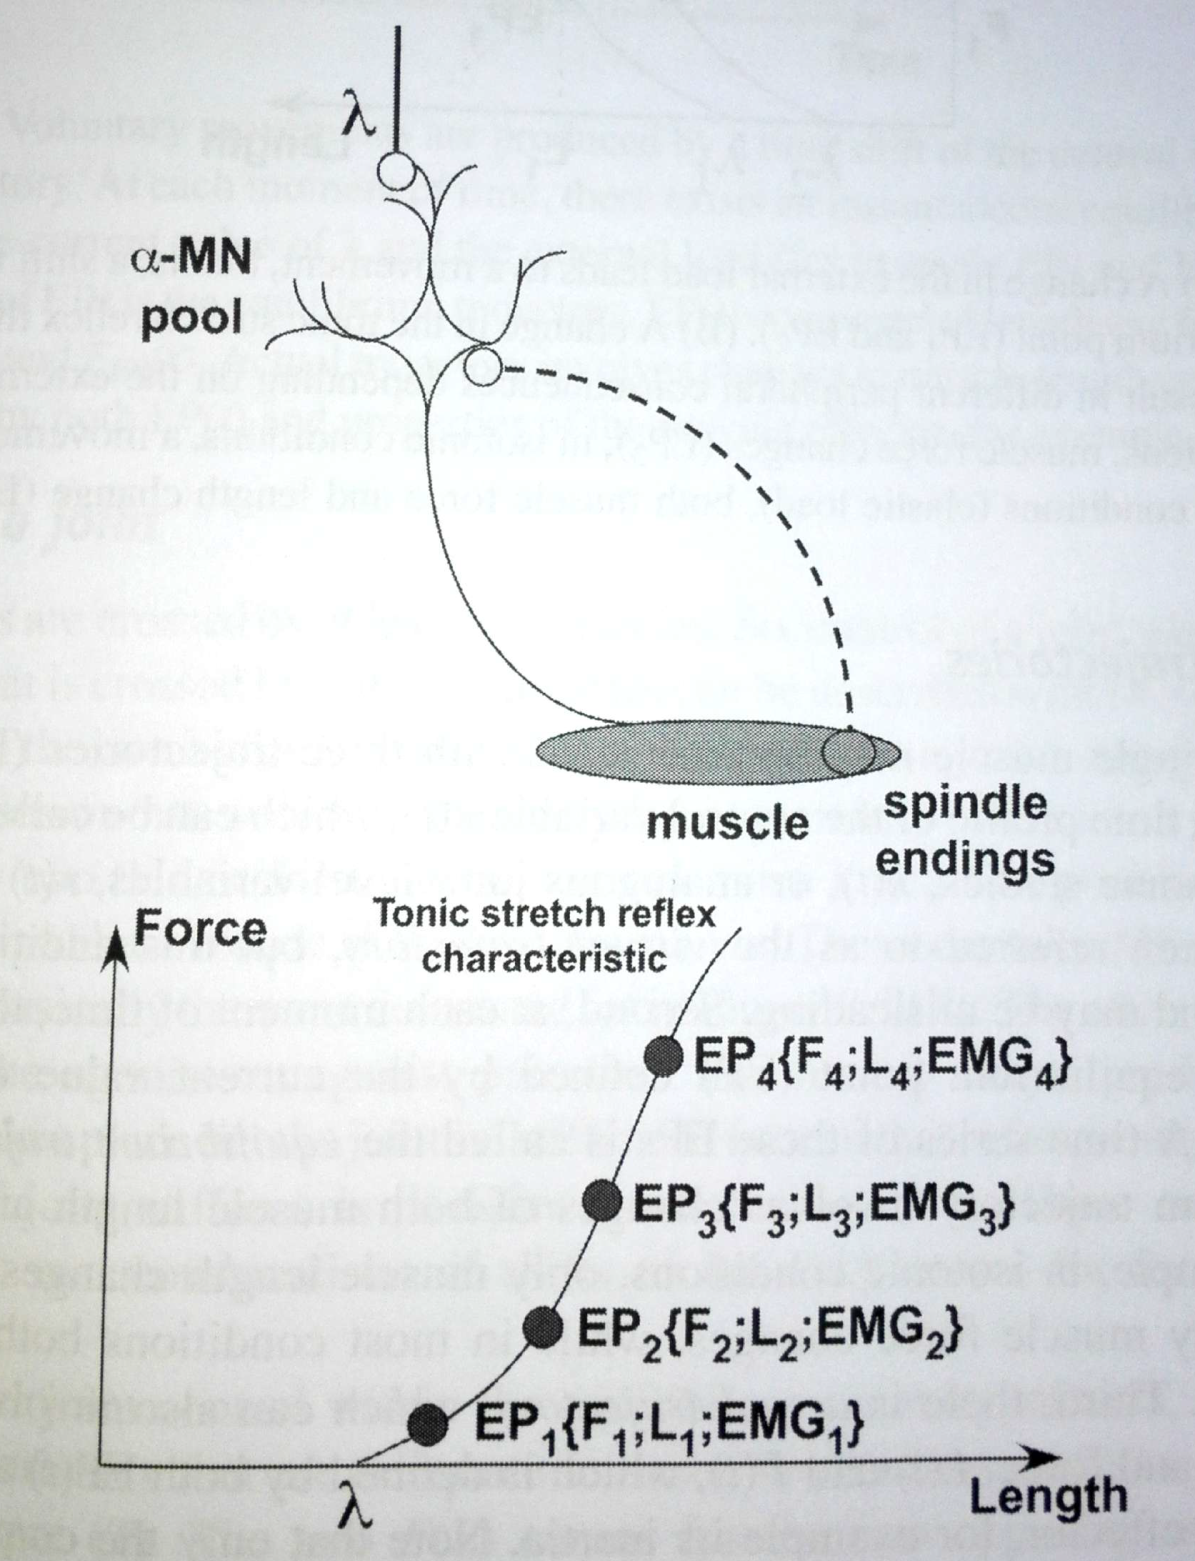 λ
α-MN
pool
muscle
spindle
endings
Force
Tonic stretch reflex
characteristic
EP₄{F₄;L₄;EMG₄}
EP₃{F₃;L₃;EMG₃}
EP₂{F₂;L₂;EMG₂}
EP₁{F₁;L₁;EMG₁}
λ
Length